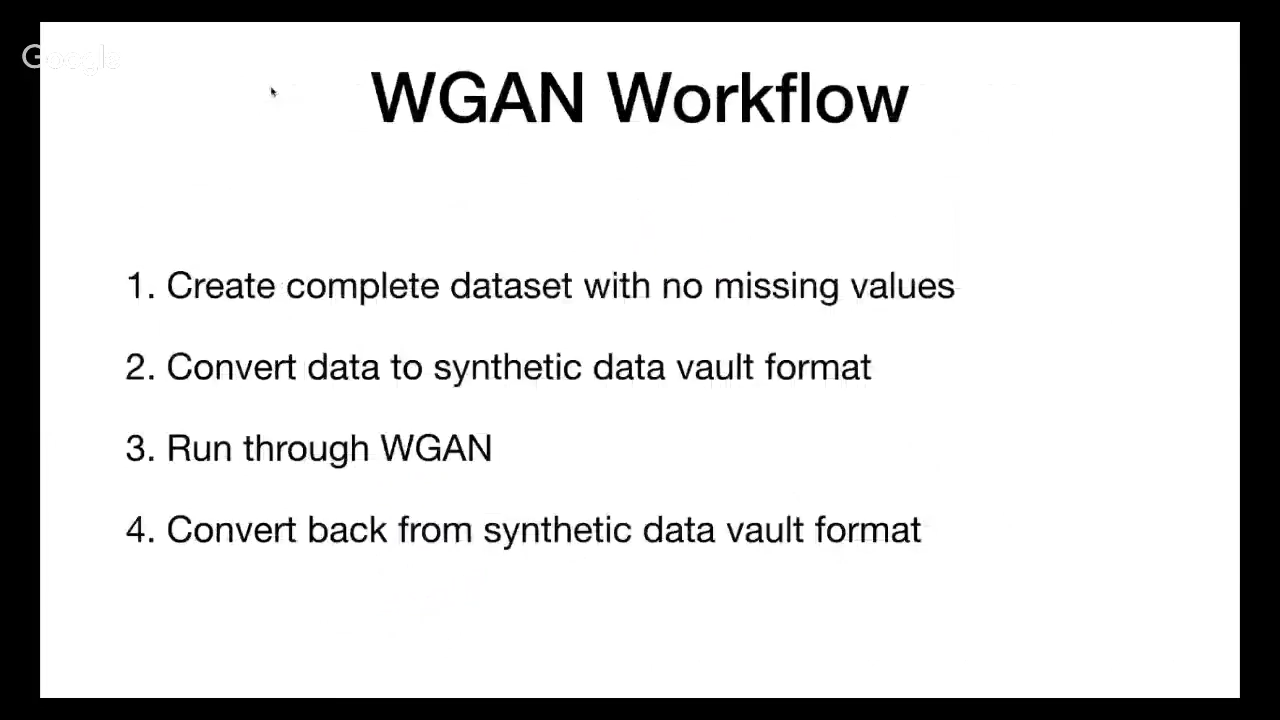 Google
WGAN Workflow
1. Create complete dataset with no missing values
2. Convert data to synthetic data vault format
3. Run through WGAN
4. Convert back from synthetic data vault format